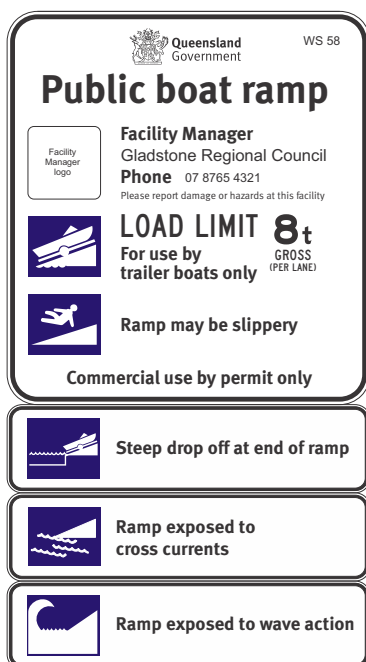 Queensland
Government
WS 58
Public boat ramp
Facility
Manager
logo
Facility Manager
Gladstone Regional Council
Phone 07 8765 4321
Please report damage or hazards at this facility
LOAD LIMIT 8t
GROSS
(PER LANE)
For use by
trailer boats only
Ramp may be slippery
Commercial use by permit only
Steep drop off at end of ramp
Ramp exposed to
cross currents
Ramp exposed to wave action